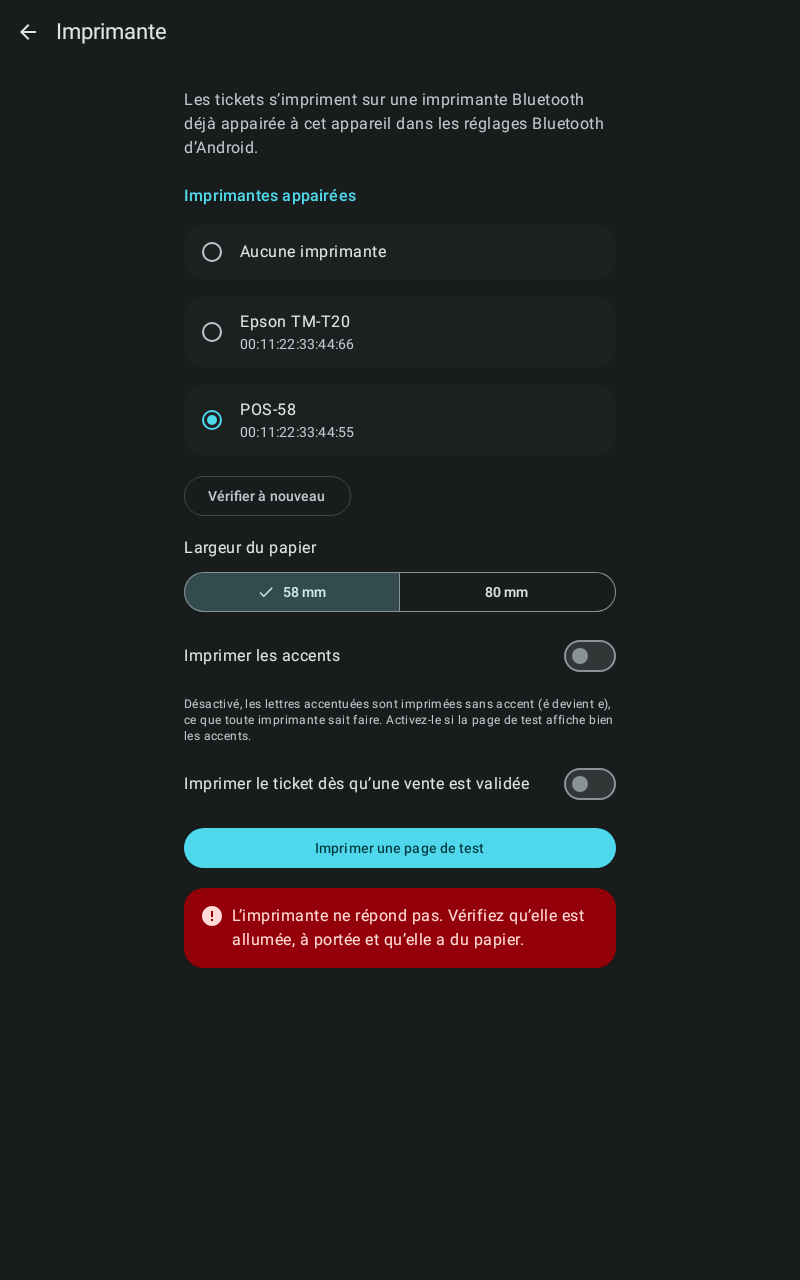 Imprimante
Les tickets s’impriment sur une imprimante Bluetooth
déjà appairée à cet appareil dans les réglages Bluetooth
d’Android.
Imprimantes appairées
Aucune imprimante
Epson TM-T20
00:11:22:33:44:66
POS-58
00:11:22:33:44:55
Vérifier à nouveau
Largeur du papier
58 mm
80 mm
Imprimer les accents
Désactivé, les lettres accentuées sont imprimées sans accent (é devient e),
ce que toute imprimante sait faire. Activez-le si la page de test affiche bien
les accents.
Imprimer le ticket dès qu’une vente est validée
Imprimer une page de test
L’imprimante ne répond pas. Vérifiez qu’elle est
allumée, à portée et qu’elle a du papier.